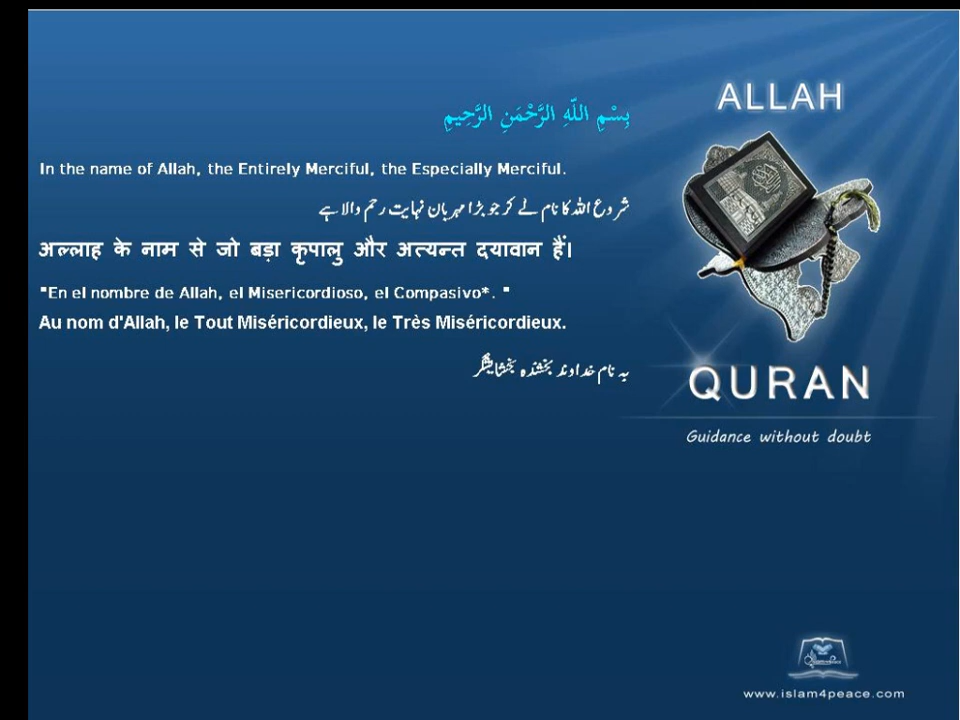 بِسْمِ اللّهِ الرَّحْمَنِ الرَّحِيمِ
In the name of Allah, the Entirely Merciful, the Especially Merciful.
شروع الله کا نام لے کر جو بڑا مہربان نہایت رحم والا ہے
अल्लाह के नाम से जो बड़ा कृपालु और अत्यन्त दयावान हैं।
"En el nombre de Allah, el Misericordioso, el Compasivo*. "
Au nom d'Allah, le Tout Miséricordieux, le Très Miséricordieux.
به نام خداوند بخشنده بخشایشگر
ALLAH
QURAN
Guidance without doubt
www.islam4peace.com